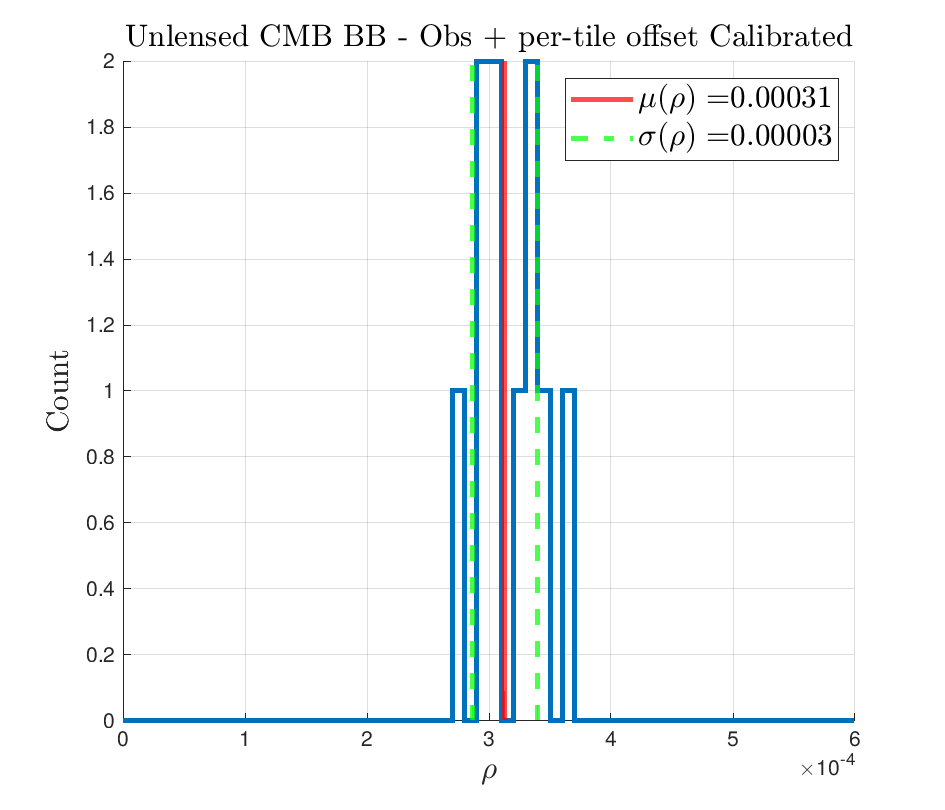 Unlensed CMB BB - Obs + per-tile offset Calibrated
μ(ρ) =0.00031
σ(ρ) =0.00003
2
1.8
1.6
1.4
1.2
1
0.8
0.6
0.4
0.2
0
Count
0 1 2 3 4 5 6
×10⁻⁴
ρ